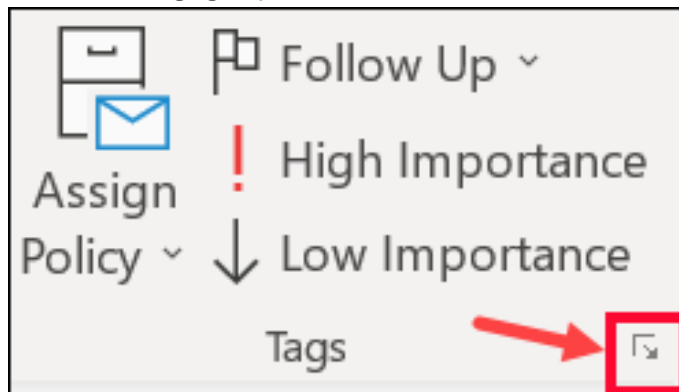 Follow Up
High Importance
Assign
Policy
Low Importance
Tags